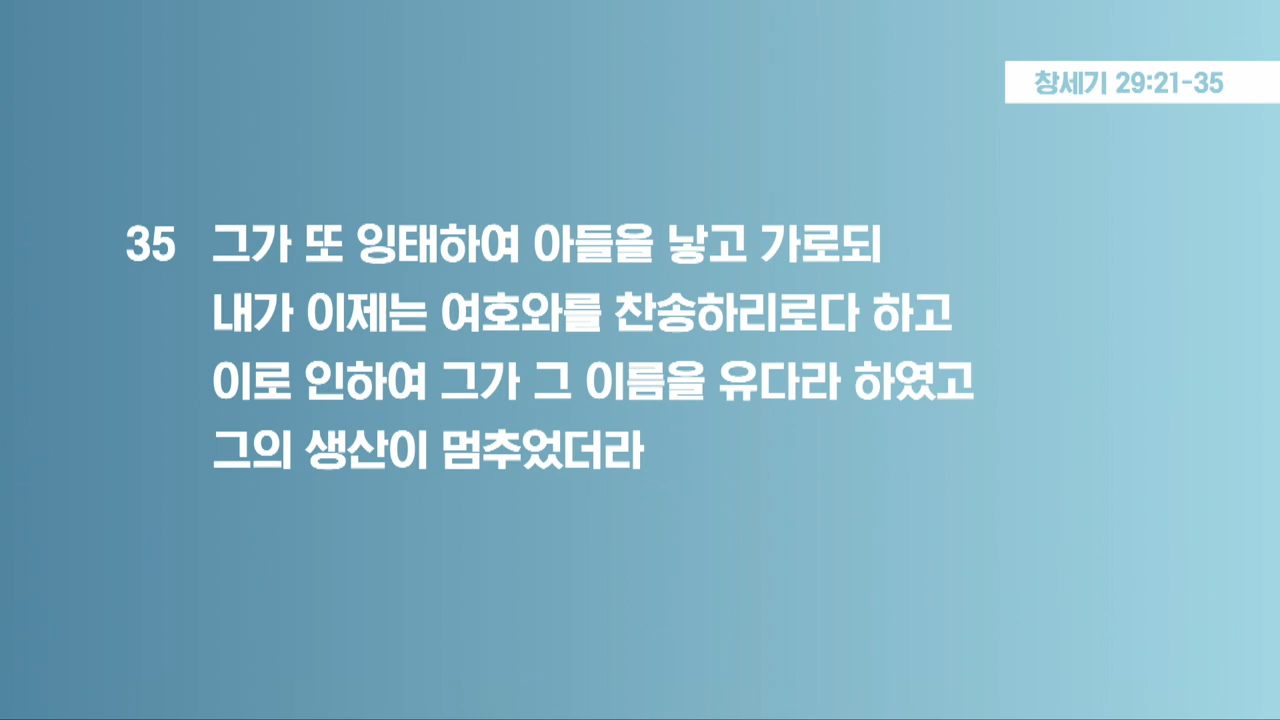 창세기 29:21-35
35 그가 또 잉태하여 아들을 낳고 가로되
내가 이제는 여호와를 찬송하리로다 하고
이로 인하여 그가 그 이름을 유다라 하였고
그의 생산이 멈추었더라